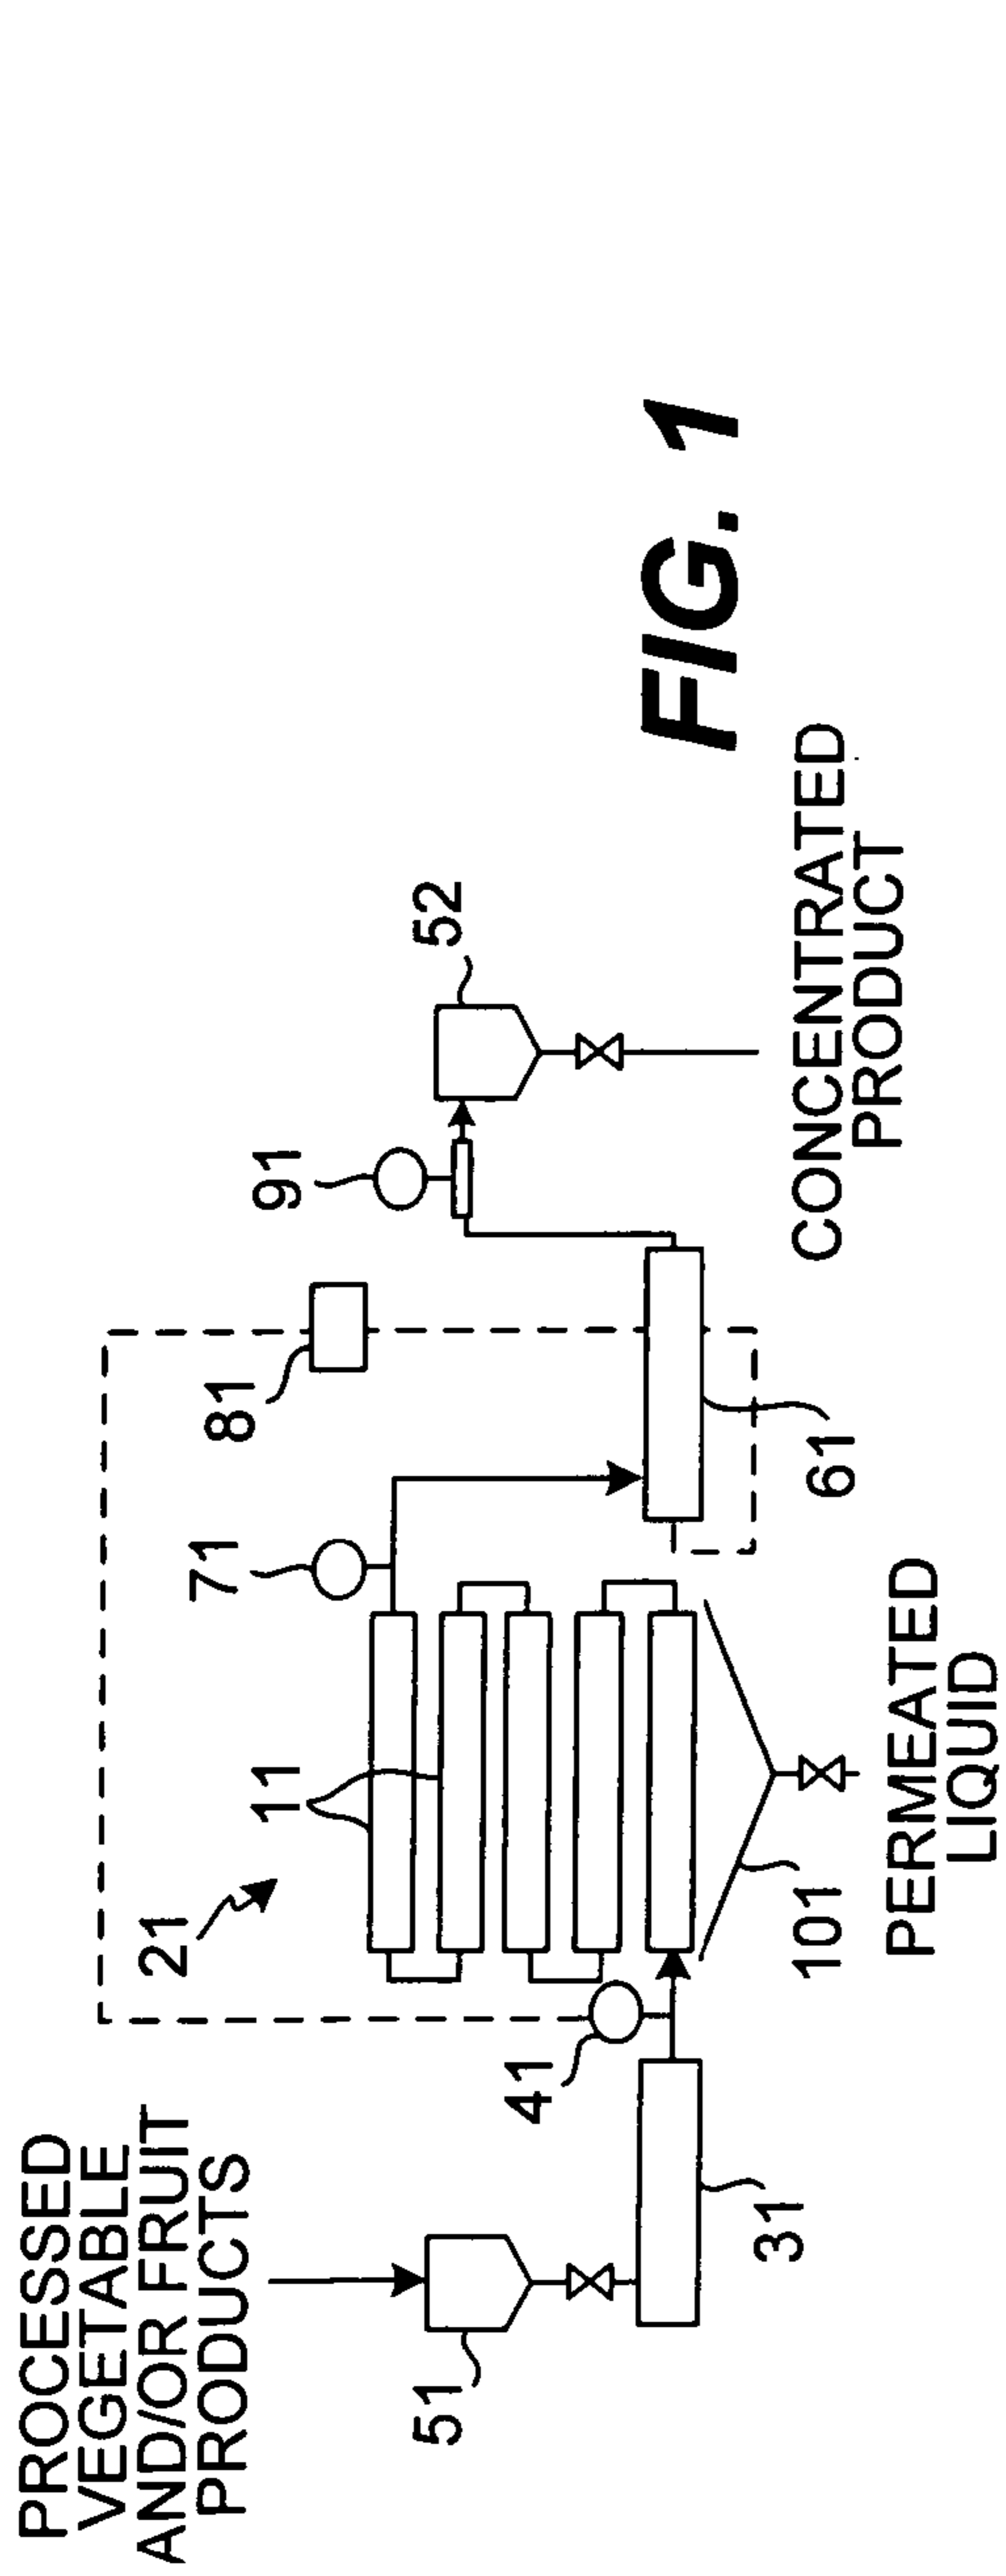 PROCESSED
VEGETABLE
AND/OR FRUIT
PRODUCTS
51
31
41
21
11
101
PERMEATED
LIQUID
71
81
61
91
52
CONCENTRATED
PRODUCT
FIG. 1